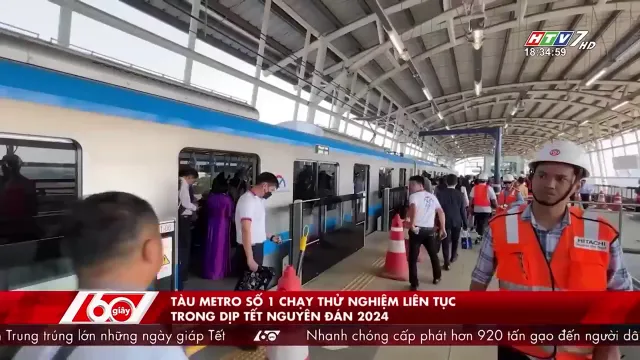 HTV7 HD
18:34:59
HITACHI
60 giây
TÀU METRO SỐ 1 CHẠY THỬ NGHIỆM LIÊN TỤC
TRONG DỊP TẾT NGUYÊN ĐÁN 2024
Trung trúng lớn những ngày giáp Tết
Nhanh chóng cấp phát hơn 920 tấn gạo đến người